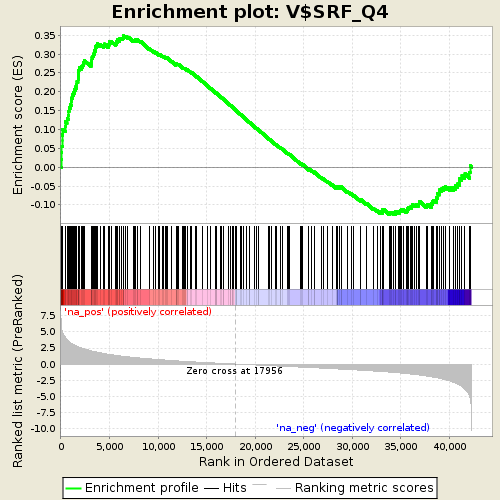 Enrichment plot: V$SRF_Q4
Enrichment score (ES)
0.35
0.30
0.25
0.20
0.15
0.10
0.05
0.00
-0.05
-0.10
'na_pos' (positively correlated)
Ranked list metric (PreRanked)
7.5
5.0
2.5
0.0
-2.5
-5.0
-7.5
-10.0
Zero cross at 17956
'na_neg' (negatively correlated)
0 5,000 10,000 15,000 20,000 25,000 30,000 35,000 40,000
Rank in Ordered Dataset
Enrichment profile Hits Ranking metric scores